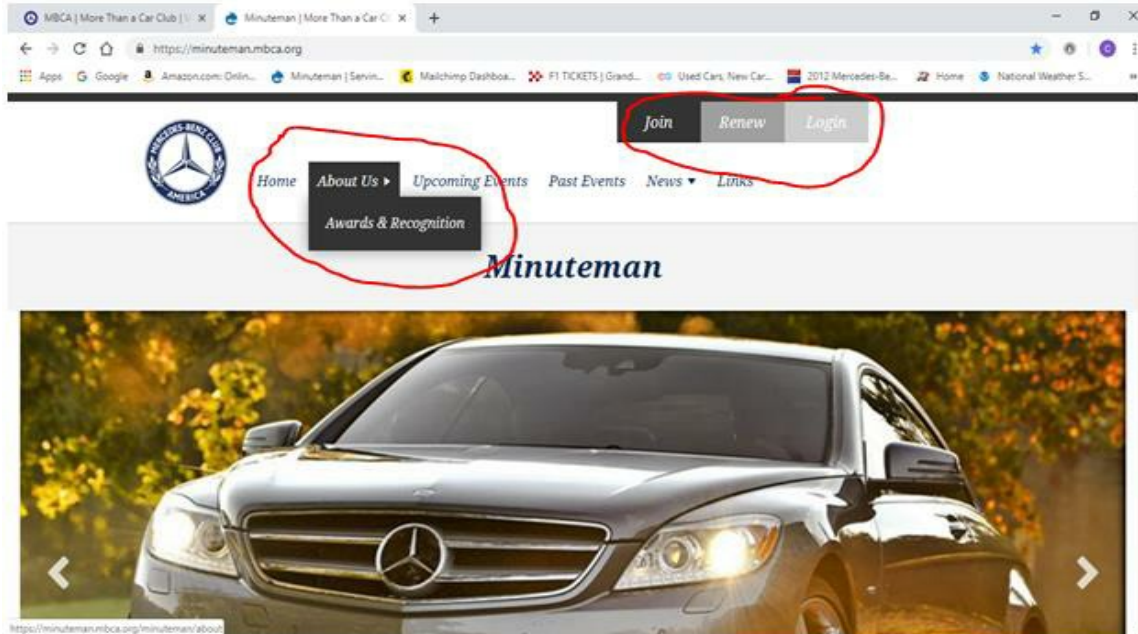 MBCA | More Than a Car Club | V
Minuteman | More Than a Car Cl
https://minuteman.mbca.org
Apps Google Amazon.com: Onlin... Minuteman | Servin... Mailchimp Dashboa... F1 TICKETS | Grand... Used Cars, New Car... 2012 Mercedes-Be... Home National Weather S...
Join Renew Login
MERCEDES-BENZ CLUB
AMERICA
Home About Us Upcoming Events Past Events News Links
Awards & Recognition
Minuteman
https://minuteman.mbca.org/minuteman/about